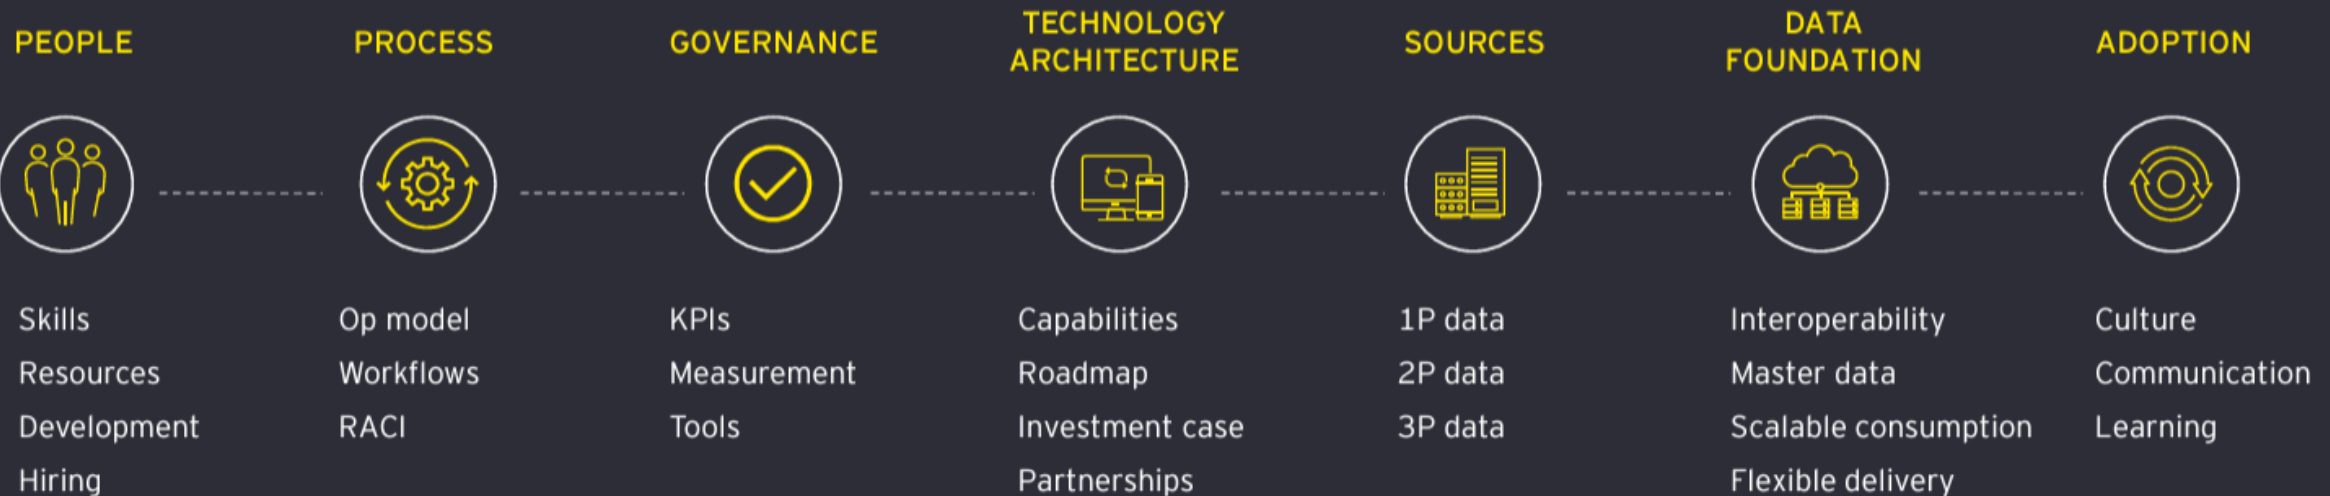 PEOPLE
Skills
Resources
Development
Hiring
PROCESS
Op model
Workflows
RACI
GOVERNANCE
KPIs
Measurement
Tools
TECHNOLOGY
ARCHITECTURE
Capabilities
Roadmap
Investment case
Partnerships
SOURCES
1P data
2P data
3P data
DATA
FOUNDATION
Interoperability
Master data
Scalable consumption
Flexible delivery
ADOPTION
Culture
Communication
Learning